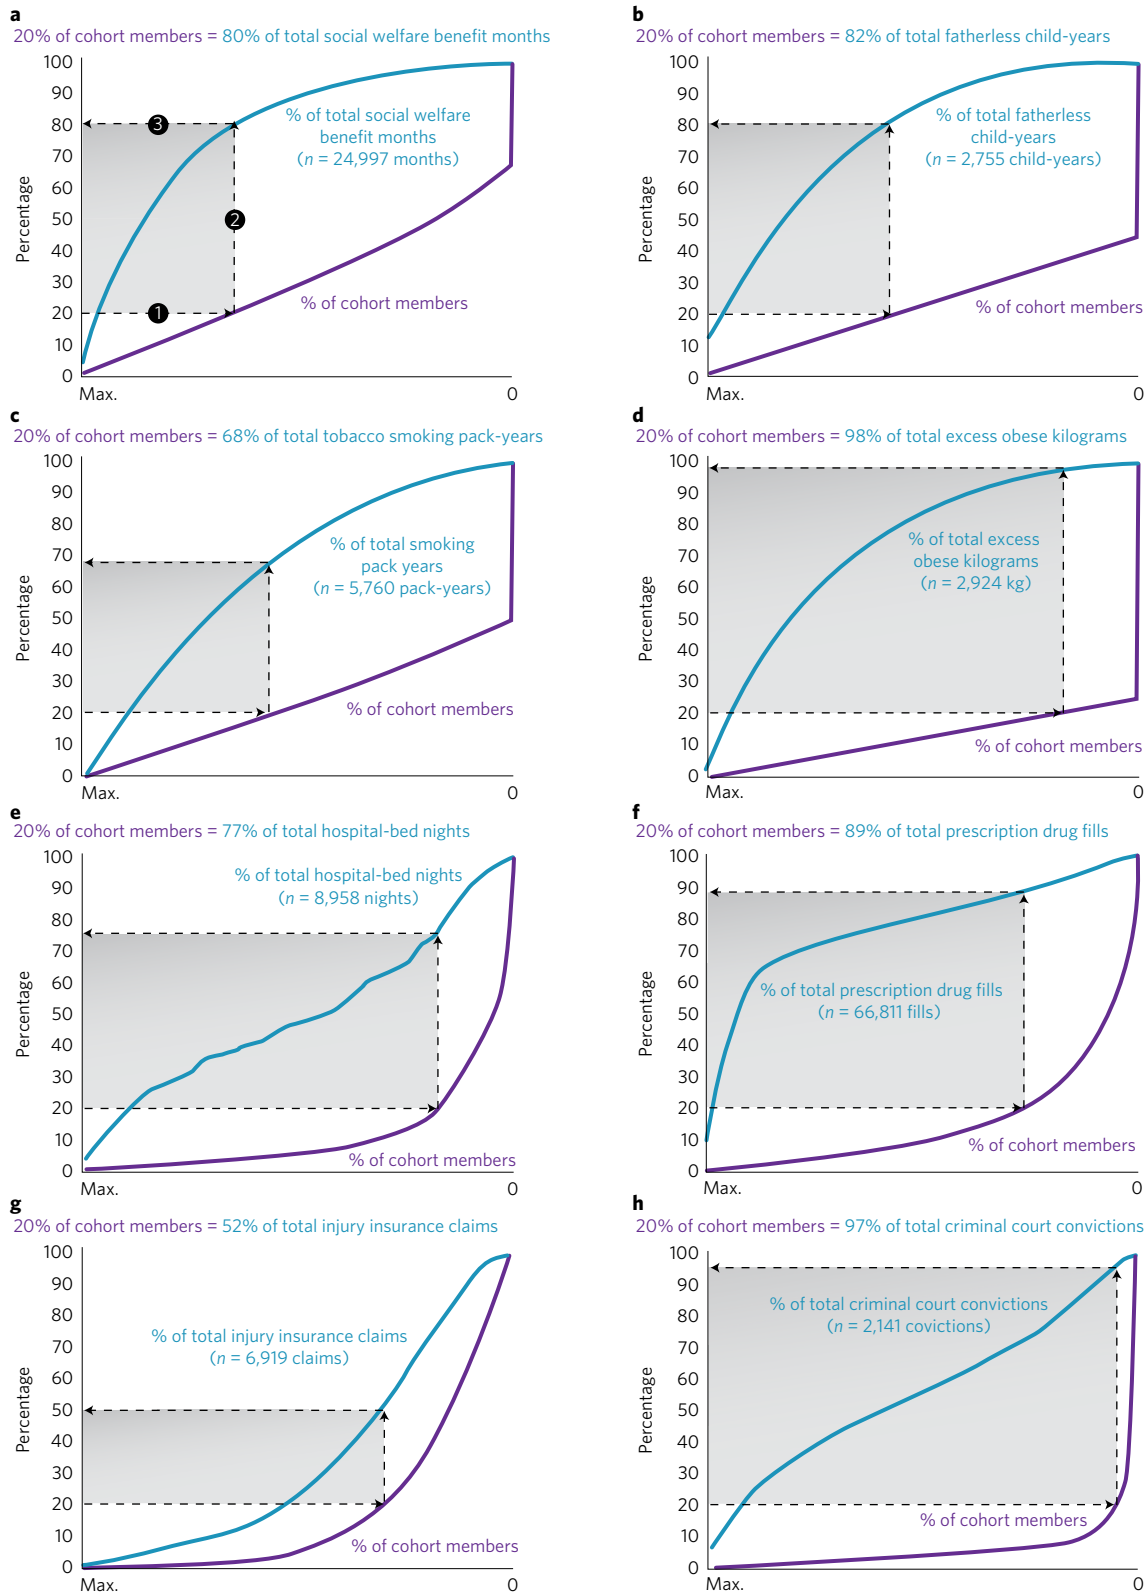 a
20% of cohort members = 80% of total social welfare benefit months
100
90
80
70
60
50
40
30
20
10
0
Percentage
3
2
1
% of total social welfare
benefit months
(n = 24,997 months)
% of cohort members
Max.
0
b
20% of cohort members = 82% of total fatherless child-years
100
90
80
70
60
50
40
30
20
10
0
Percentage
% of total fatherless
child-years
(n = 2,755 child-years)
% of cohort members
Max.
0
c
20% of cohort members = 68% of total tobacco smoking pack-years
100
90
80
70
60
50
40
30
20
10
0
Percentage
% of total smoking
pack years
(n = 5,760 pack-years)
% of cohort members
Max.
0
d
20% of cohort members = 98% of total excess obese kilograms
100
90
80
70
60
50
40
30
20
10
0
Percentage
% of total excess
obese kilograms
(n = 2,924 kg)
% of cohort members
Max.
0
e
20% of cohort members = 77% of total hospital-bed nights
100
90
80
70
60
50
40
30
20
10
0
Percentage
% of total hospital-bed nights
(n = 8,958 nights)
% of cohort members
Max.
0
f
20% of cohort members = 89% of total prescription drug fills
100
90
80
70
60
50
40
30
20
10
0
Percentage
% of total prescription drug fills
(n = 66,811 fills)
% of cohort members
Max.
0
g
20% of cohort members = 52% of total injury insurance claims
100
90
80
70
60
50
40
30
20
10
0
Percentage
% of total injury insurance claims
(n = 6,919 claims)
% of cohort members
Max.
0
h
20% of cohort members = 97% of total criminal court convictions
100
90
80
70
60
50
40
30
20
10
0
Percentage
% of total criminal court convictions
(n = 2,141 covictions)
% of cohort members
Max.
0